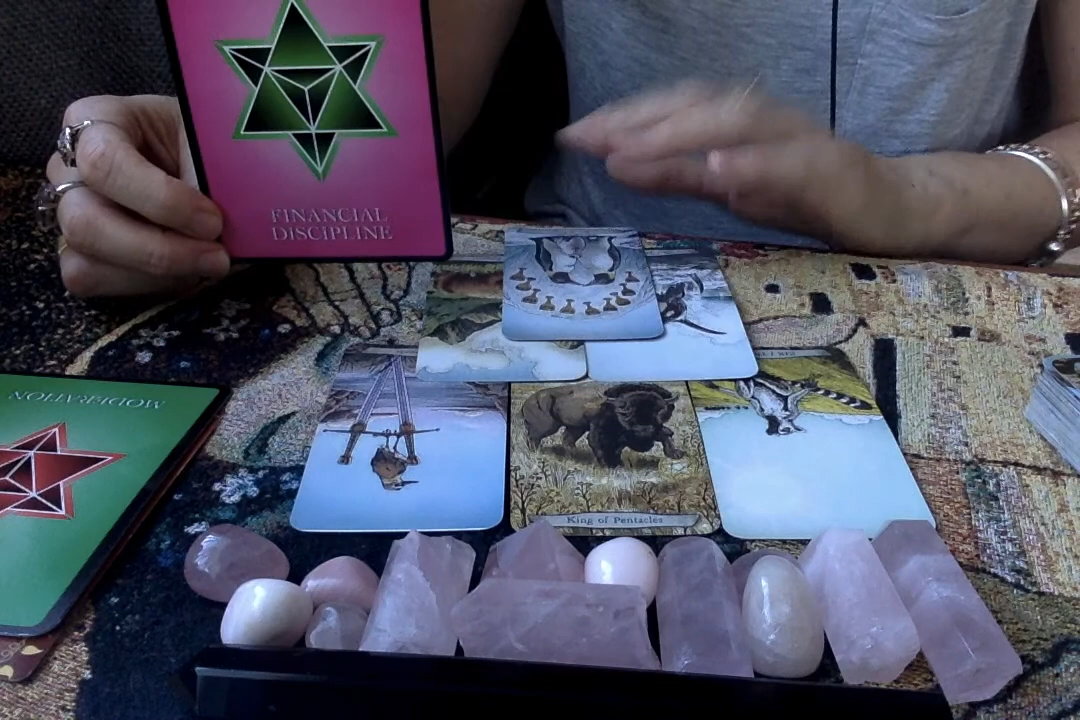 FINANCIAL
DISCIPLINE
MODERATION
King of Pentacles